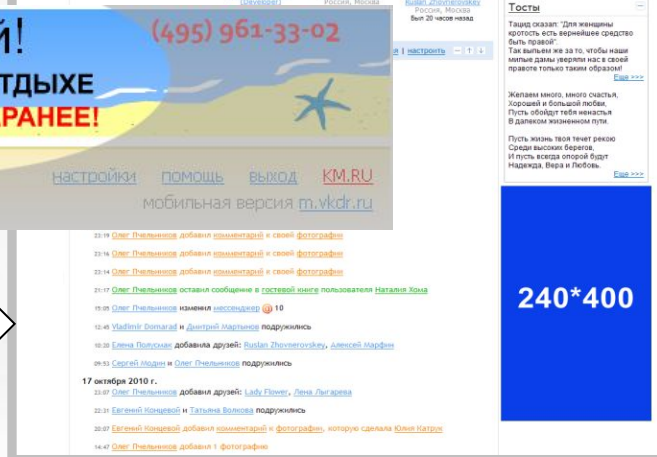 (Developer)
Россия, Москва
Ruslan Zhovnerovskey
Россия, Москва
Был 20 часов назад
Й!
(495) 961-33-02
ТДЫХЕ
РАНЕЕ!
я | настроить
настройки помощь выход KM.RU
мобильная версия m.vkdr.ru
23:19 Олег Пчельников добавил комментарий к своей фотографии
23:16 Олег Пчельников добавил комментарий к своей фотографии
23:14 Олег Пчельников добавил комментарий к своей фотографии
21:17 Олег Пчельников оставил сообщение в гостевой книге пользователя Наталия Хома
15:05 Олег Пчельников изменил мессенджер @ 10
12:45 Vladimir Domarad и Дмитрий Мартынов подружились
10:20 Елена Полусмак добавила друзей: Ruslan Zhovnerovskey, Алексей Марфин
09:53 Сергей Модин и Олег Пчельников подружились
17 октября 2010 г.
23:07 Олег Пчельников добавил друзей: Lady Flower, Лена Лыгарева
22:31 Евгений Концевой и Татьяна Волкова подружились
20:07 Евгений Концевой добавил комментарий к фотографии, которую сделала Юлия Катрук
14:47 Олег Пчельников добавил 1 фотографию
Тосты
Тацид сказал: "Для женщины
кротость есть вернейшее средство
быть правой".
Так выпьем же за то, чтобы наши
милые дамы уверяли нас в своей
правоте только таким образом!
Еще >>>
Желаем много, много счастья,
Хорошей и большой любви,
Пусть обойдут тебя ненастья
В далеком жизненном пути.
Пусть жизнь твоя течет рекою
Среди высоких берегов,
И пусть всегда опорой будут
Надежда, Вера и Любовь.
Еще >>>
240*400